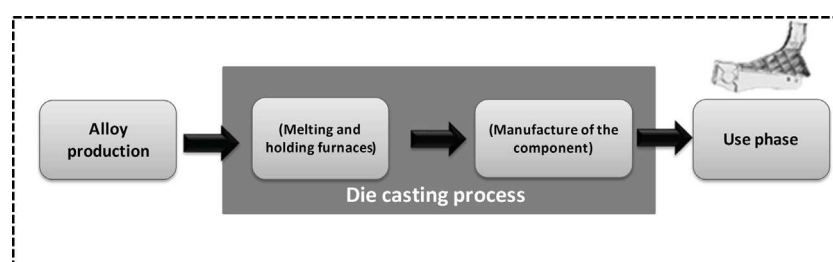 Alloy
production
(Melting and
holding furnaces)
(Manufacture of the
component)
Use phase
Die casting process